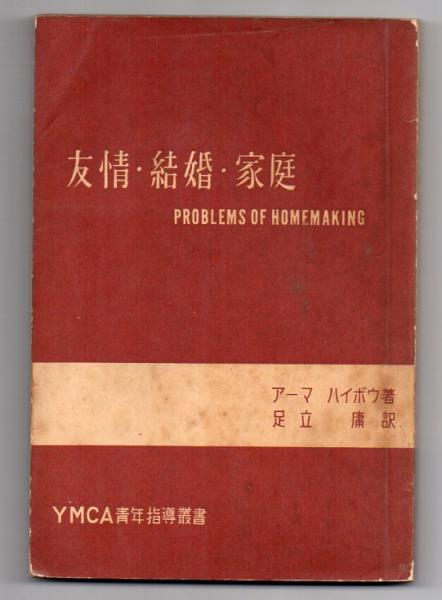 友情・結婚・家庭
PROBLEMS OF HOMEMAKING
アーマ ハイボウ著
足立 庸訳
YMCA青年指導叢書